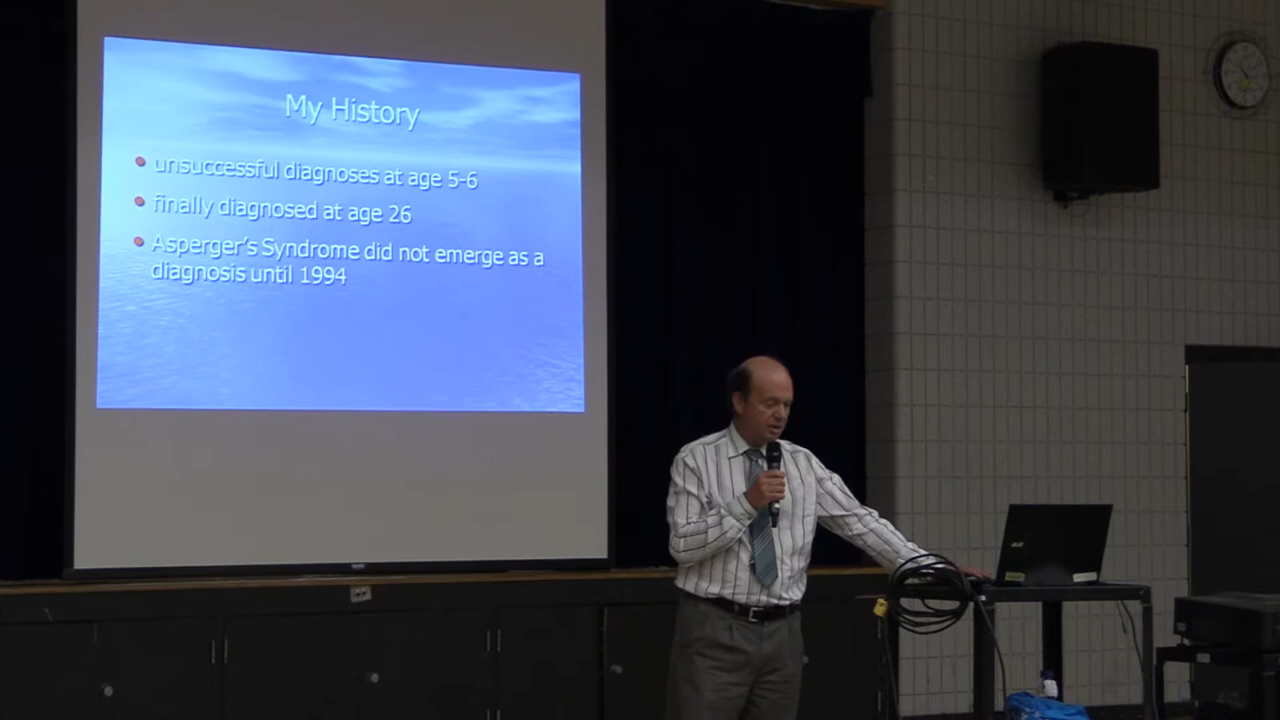 My History
unsuccessful diagnoses at age 5-6
finally diagnosed at age 26
Asperger's Syndrome did not emerge as a
diagnosis until 1994
acer